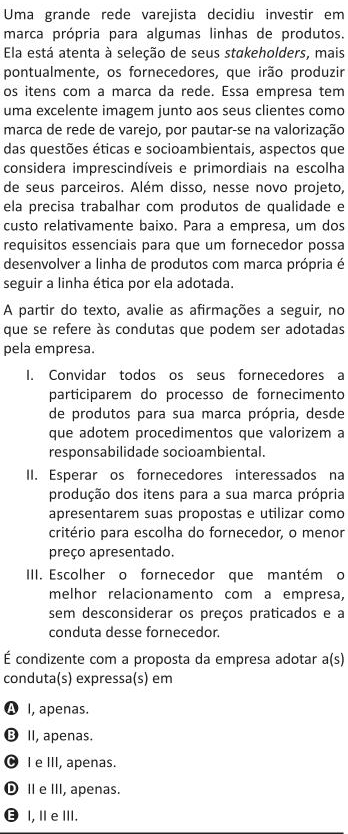 Uma grande rede varejista decidiu investir em
marca própria para algumas linhas de produtos.
Ela está atenta à seleção de seus stakeholders, mais
pontualmente, os fornecedores, que irão produzir
os itens com a marca da rede. Essa empresa tem
uma excelente imagem junto aos seus clientes como
marca de rede de varejo, por pautar-se na valorização
das questões éticas e socioambientais, aspectos que
considera imprescindíveis e primordiais na escolha
de seus parceiros. Além disso, nesse novo projeto,
ela precisa trabalhar com produtos de qualidade e
custo relativamente baixo. Para a empresa, um dos
requisitos essenciais para que um fornecedor possa
desenvolver a linha de produtos com marca própria é
seguir a linha ética por ela adotada.
A partir do texto, avalie as afirmações a seguir, no
que se refere às condutas que podem ser adotadas
pela empresa.
I. Convidar todos os seus fornecedores a
participarem do processo de fornecimento
de produtos para sua marca própria, desde
que adotem procedimentos que valorizem a
responsabilidade socioambiental.
II. Esperar os fornecedores interessados na
produção dos itens para a sua marca própria
apresentarem suas propostas e utilizar como
critério para escolha do fornecedor, o menor
preço apresentado.
III. Escolher o fornecedor que mantém o
melhor relacionamento com a empresa,
sem desconsiderar os preços praticados e a
conduta desse fornecedor.
É condizente com a proposta da empresa adotar a(s)
conduta(s) expressa(s) em
A I, apenas.
B II, apenas.
C I e III, apenas.
D II e III, apenas.
E I, II e III.